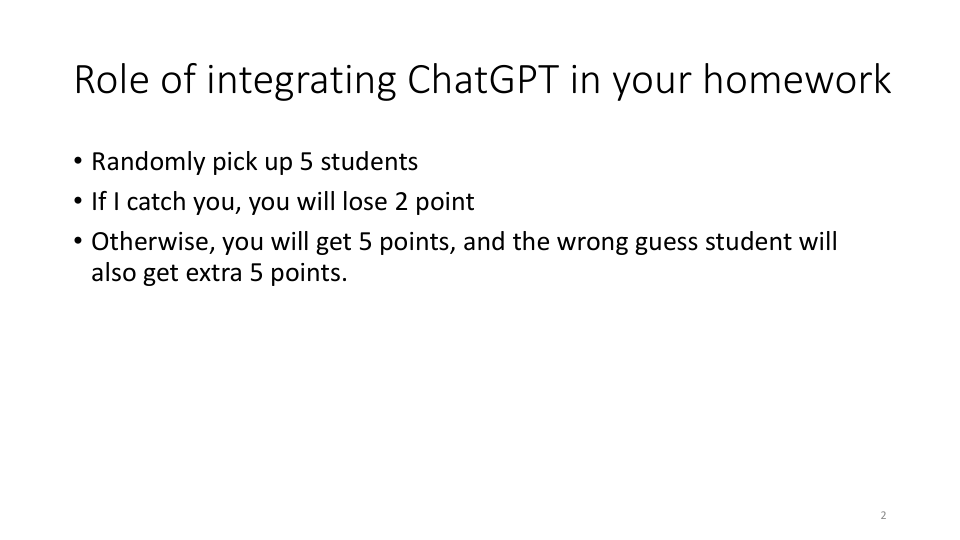 Role of integrating ChatGPT in your homework
• Randomly pick up 5 students
• If I catch you, you will lose 2 point
• Otherwise, you will get 5 points, and the wrong guess student will
also get extra 5 points.
2